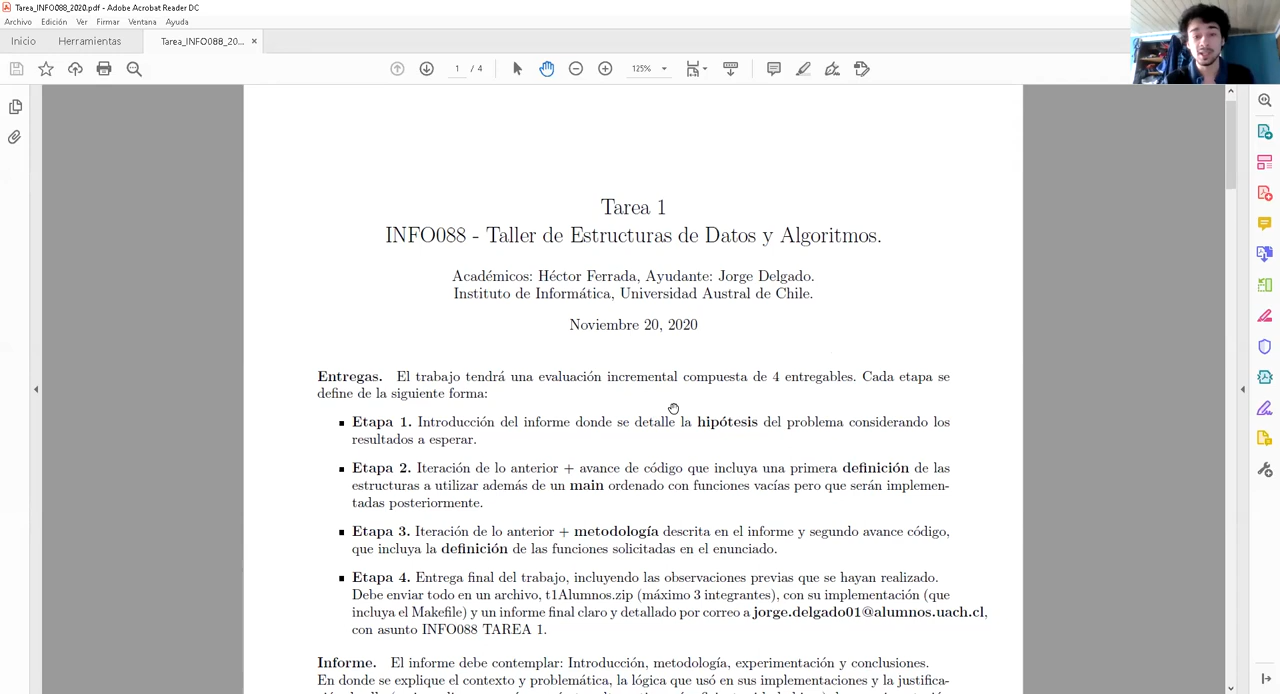 Tarea_INFO088_2020.pdf - Adobe Acrobat Reader DC
Archivo Edición Ver Firmar Ventana Ayuda
Inicio Herramientas Tarea_INFO088_20... ×
1 / 4 125%
Tarea 1
INFO088 - Taller de Estructuras de Datos y Algoritmos.
Académicos: Héctor Ferrada, Ayudante: Jorge Delgado.
Instituto de Informática, Universidad Austral de Chile.
Noviembre 20, 2020
Entregas. El trabajo tendrá una evaluación incremental compuesta de 4 entregables. Cada etapa se
define de la siguiente forma:
▪ Etapa 1. Introducción del informe donde se detalle la hipótesis del problema considerando los
resultados a esperar.
▪ Etapa 2. Iteración de lo anterior + avance de código que incluya una primera definición de las
estructuras a utilizar además de un main ordenado con funciones vacías pero que serán implemen-
tadas posteriormente.
▪ Etapa 3. Iteración de lo anterior + metodología descrita en el informe y segundo avance código,
que incluya la definición de las funciones solicitadas en el enunciado.
▪ Etapa 4. Entrega final del trabajo, incluyendo las observaciones previas que se hayan realizado.
Debe enviar todo en un archivo, t1Alumnos.zip (máximo 3 integrantes), con su implementación (que
incluya el Makefile) y un informe final claro y detallado por correo a jorge.delgado01@alumnos.uach.cl,
con asunto INFO088 TAREA 1.
Informe. El informe debe contemplar: Introducción, metodología, experimentación y conclusiones.
En donde se explique el contexto y problemática, la lógica que usó en sus implementaciones y la justifica-